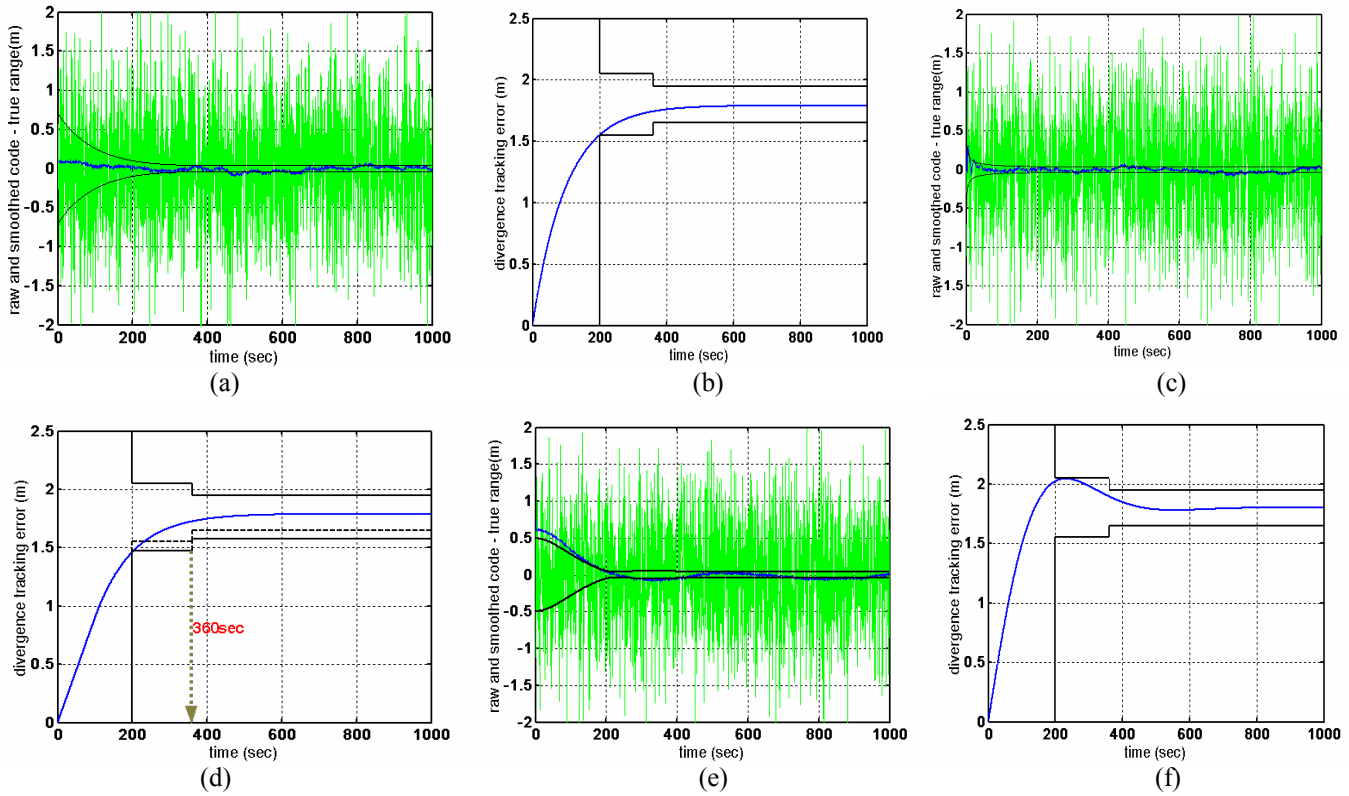 raw and smoothed code - true range(m)
2
1.5
1
0.5
0
-0.5
-1
-1.5
-2
0 200 400 600 800 1000
time (sec)
(a)
divergence tracking error (m)
2.5
2
1.5
1
0.5
0
0 200 400 600 800 1000
time (sec)
(b)
raw and smoothed code - true range(m)
2
1.5
1
0.5
0
-0.5
-1
-1.5
-2
0 200 400 600 800 1000
time (sec)
(c)
divergence tracking error (m)
2.5
2
1.5
1
0.5
0
360sec
0 200 400 600 800 1000
time (sec)
(d)
raw and smoothed code - true range(m)
2
1.5
1
0.5
0
-0.5
-1
-1.5
-2
0 200 400 600 800 1000
time (sec)
(e)
divergence tracking error (m)
2.5
2
1.5
1
0.5
0
0 200 400 600 800 1000
time (sec)
(f)